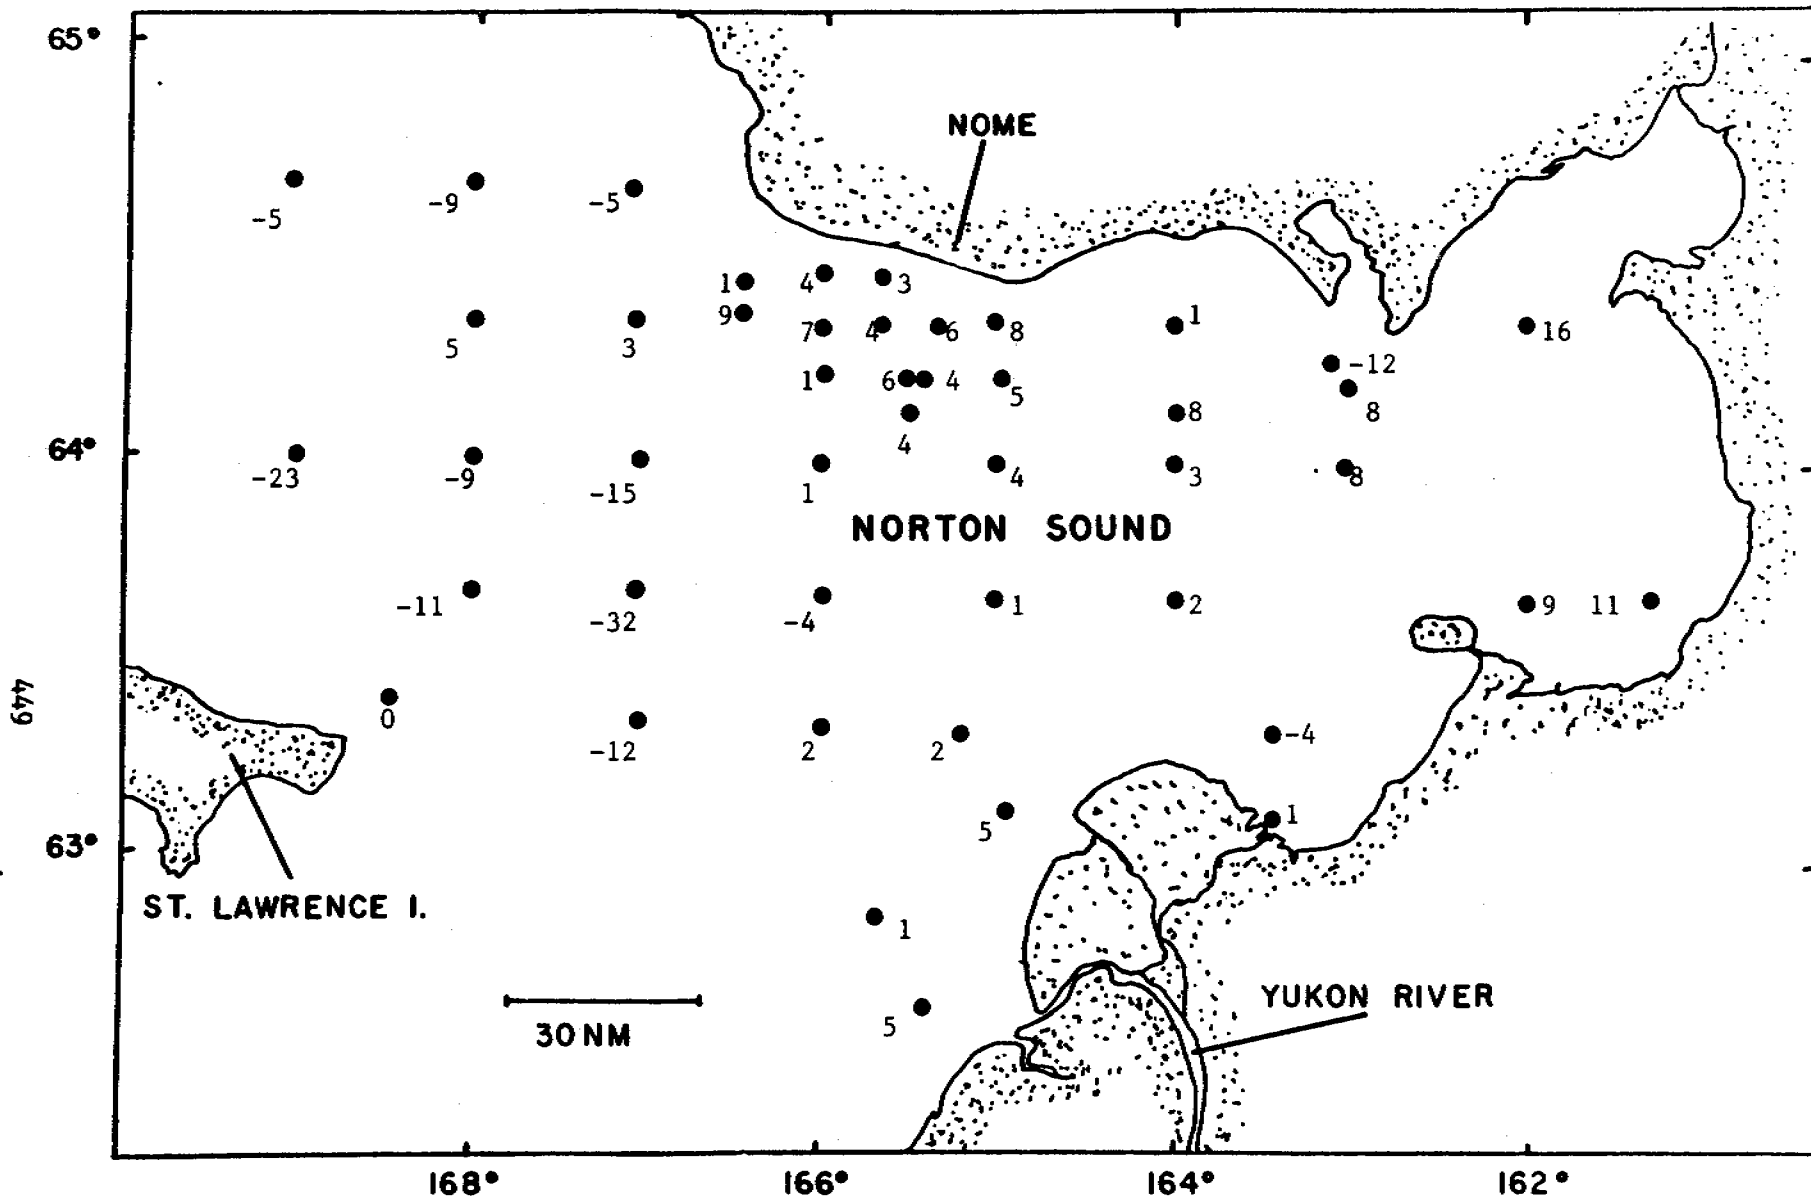 65°
NOME
-5 -9 -5
1 4 3
9 7 4 6 8 1 16
5 3
1 6 4 5 -12
8 8
4
64°
-23 -9 -15 1 4 3 8
NORTON SOUND
-11 -32 -4 1 2 9 11
449
0
-12 2 2 -4
5 1
63°
ST. LAWRENCE I.
1
YUKON RIVER
5
30 NM
168° 166° 164° 162°